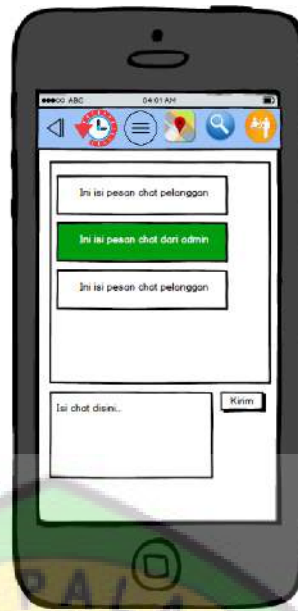 ABC
04:01 AM
Ini isi pesan chat pelanggan
Ini isi pesan chat dari admin
Ini isi pesan chat pelanggan
Isi chat disini..
Kirim
PALA